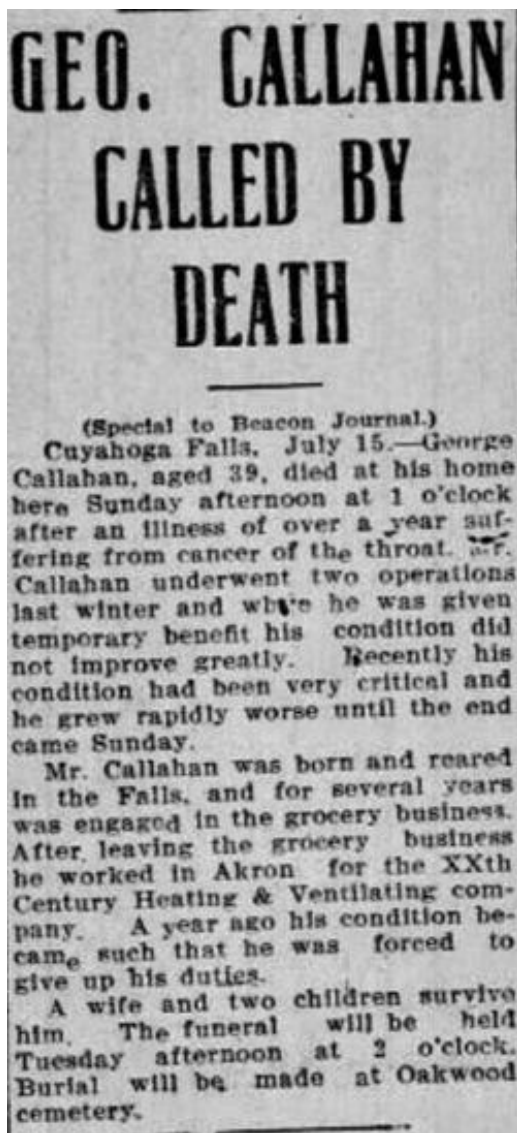 GEO. CALLAHAN
CALLED BY
DEATH
(Special to Beacon Journal.)
Cuyahoga Falls, July 15.—George
Callahan, aged 39, died at his home
here Sunday afternoon at 1 o'clock
after an illness of over a year suf-
fering from cancer of the throat. Mr.
Callahan underwent two operations
last winter and while he was given
temporary benefit his condition did
not improve greatly. Recently his
condition had been very critical and
he grew rapidly worse until the end
came Sunday.
Mr. Callahan was born and reared
in the Falls, and for several years
was engaged in the grocery business.
After leaving the grocery business
he worked in Akron for the XXth
Century Heating & Ventilating com-
pany. A year ago his condition be-
came such that he was forced to
give up his duties.
A wife and two children survive
him. The funeral will be held
Tuesday afternoon at 2 o'clock.
Burial will be made at Oakwood
cemetery.